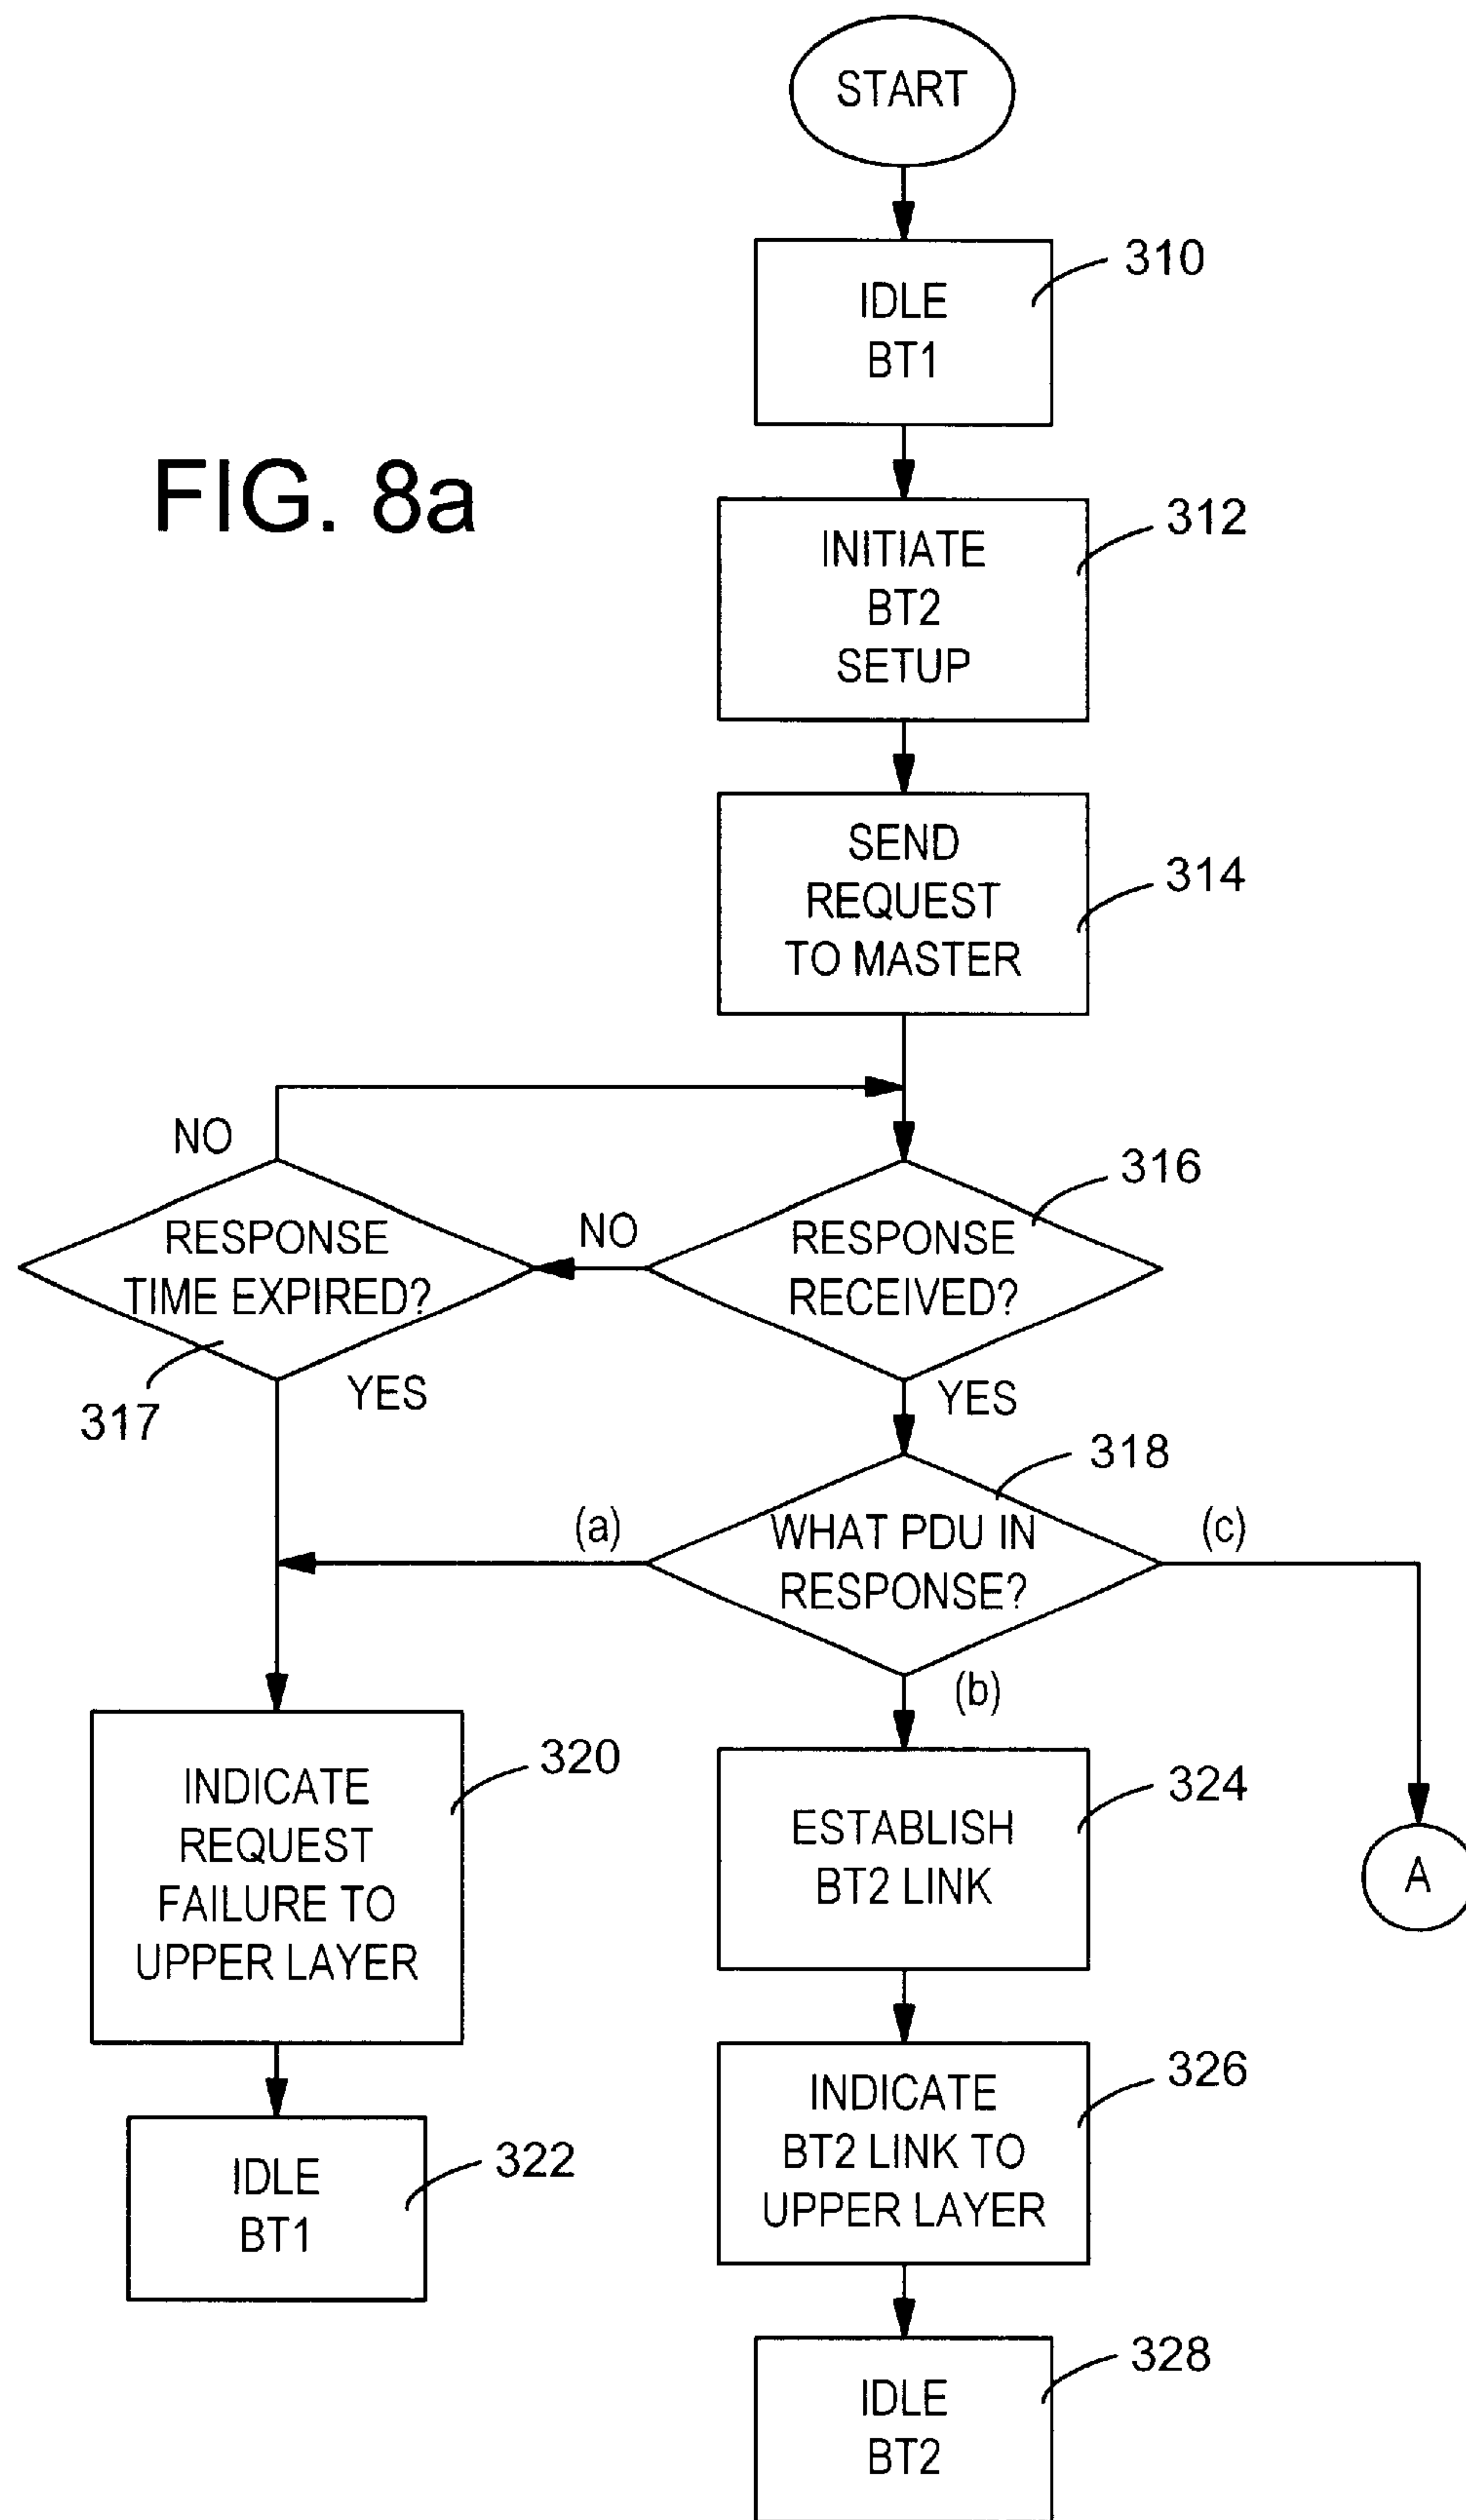 START
310
IDLE
BT1
FIG. 8a
312
INITIATE
BT2
SETUP
314
SEND
REQUEST
TO MASTER
NO
316
RESPONSE
TIME EXPIRED?
NO
RESPONSE
RECEIVED?
317
YES
YES
318
(a)
WHAT PDU IN
RESPONSE?
(c)
(b)
320
INDICATE
REQUEST
FAILURE TO
UPPER LAYER
324
ESTABLISH
BT2 LINK
A
326
INDICATE
BT2 LINK TO
UPPER LAYER
322
IDLE
BT1
328
IDLE
BT2